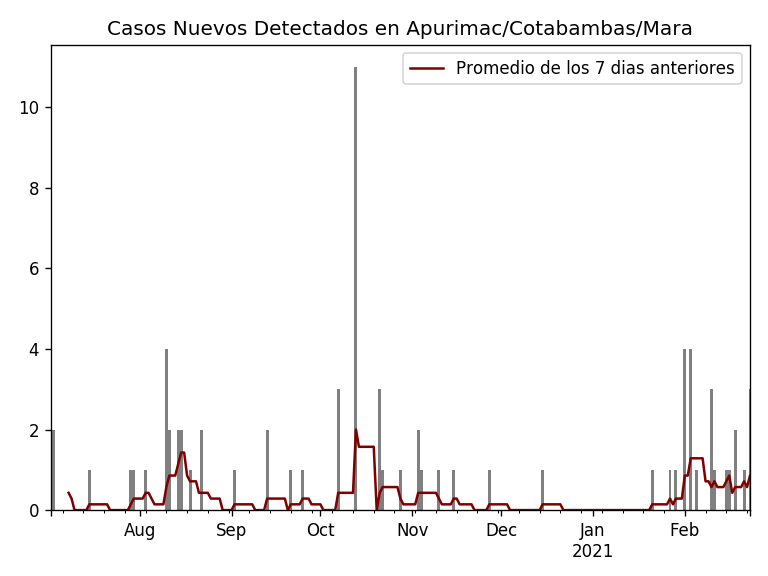 Casos Nuevos Detectados en Apurimac/Cotabambas/Mara
Promedio de los 7 dias anteriores
10
8
6
4
2
0
Aug Sep Oct Nov Dec Jan Feb
2021